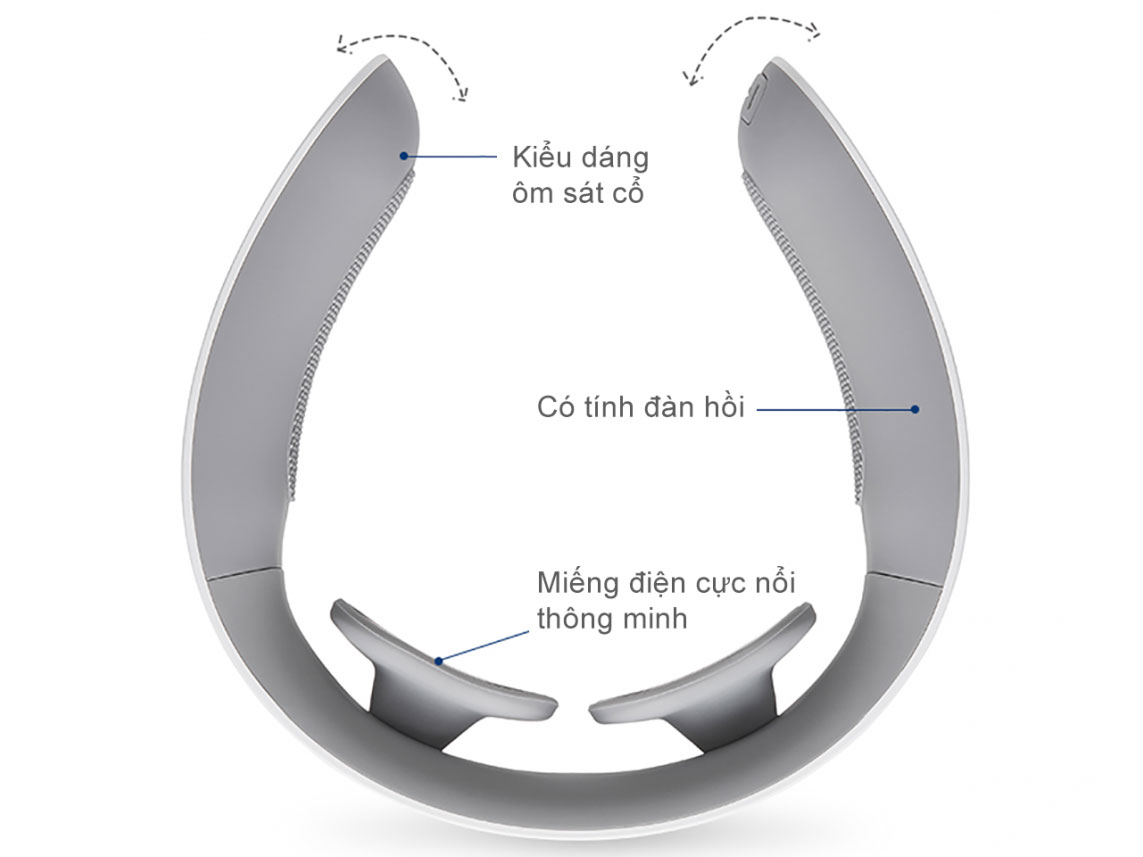 Kiểu dáng
ôm sát cổ
Có tính đàn hồi
Miếng điện cực nổi
thông minh